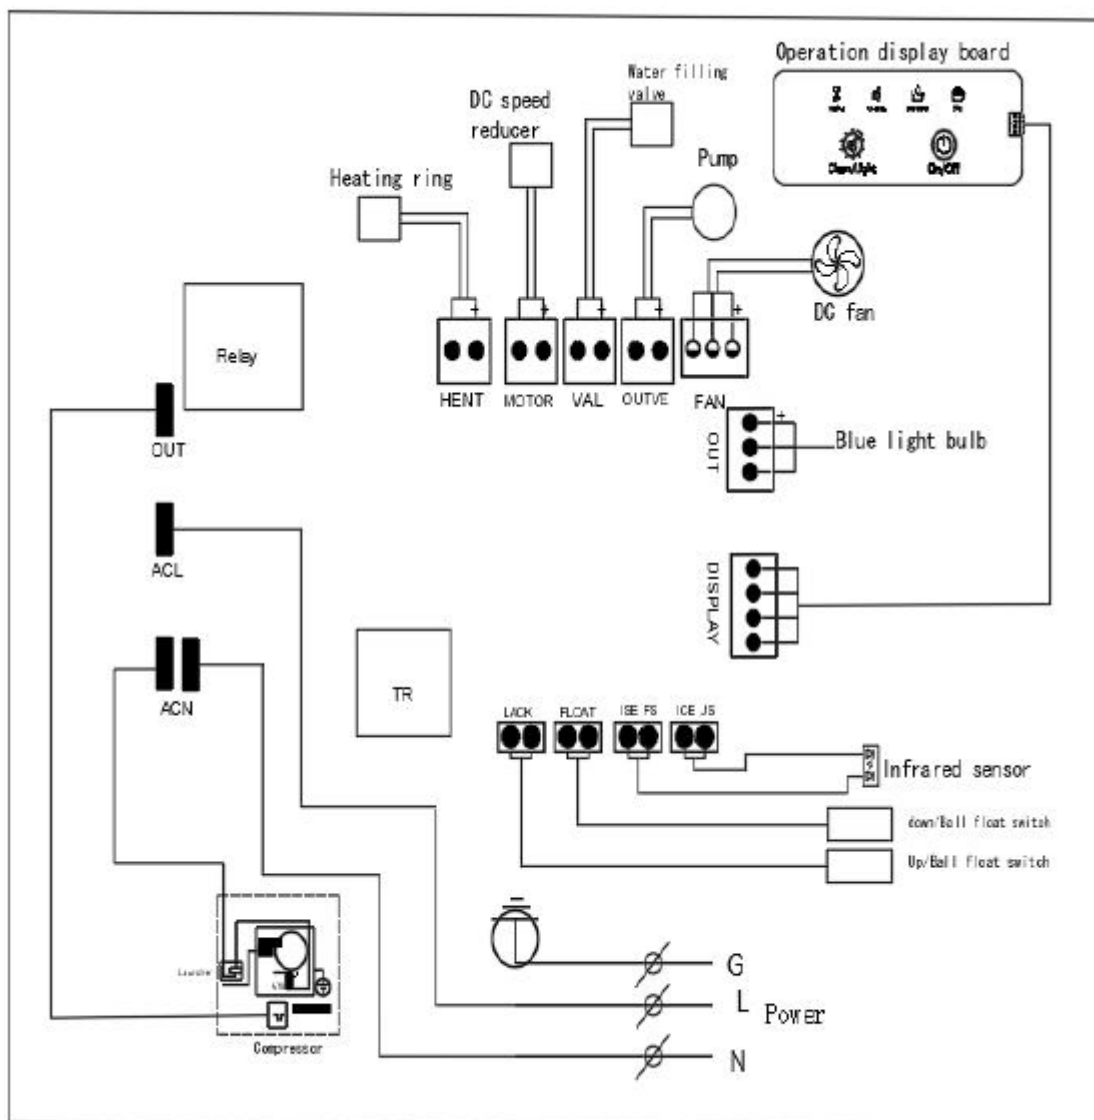 Operation display board
Water filling
valve
DC speed
reducer
Pump
Heating ring
On/Off
DC fan
Relay
HENT
MOTOR
VAL
OUTVE
FAN
OUT
OUT
Blue light bulb
ACL
DISPLAY
ACN
TR
LACK
FLOAT
ISE FS
ICE JS
Infrared sensor
down/Ball float switch
Up/Ball float switch
G
L
Power
N
Compressor